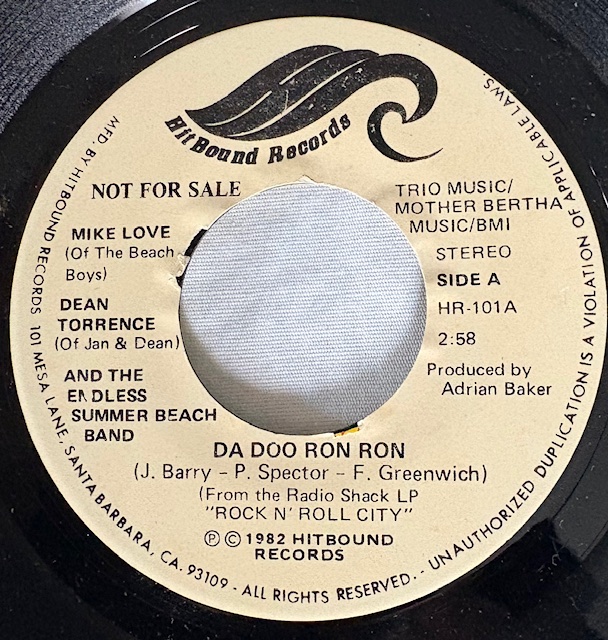 HitBound Records
NOT FOR SALE
MIKE LOVE
(Of The Beach
Boys)
DEAN
TORRENCE
(Of Jan & Dean)
AND THE
ENDLESS
SUMMER BEACH
BAND
TRIO MUSIC/
MOTHER BERTHA
MUSIC/BMI
STEREO
SIDE A
HR-101A
2:58
Produced by
Adrian Baker
DA DOO RON RON
(J. Barry - P. Spector - F. Greenwich)
(From the Radio Shack LP
"ROCK N' ROLL CITY"
Ⓟ © 1982 HITBOUND
RECORDS
MFD. BY HITBOUND RECORDS 101 MESA LANE, SANTA BARBARA, CA. 93109 - ALL RIGHTS RESERVED. - UNAUTHORIZED DUPLICATION IS A VIOLATION OF APPLICABLE LAWS.